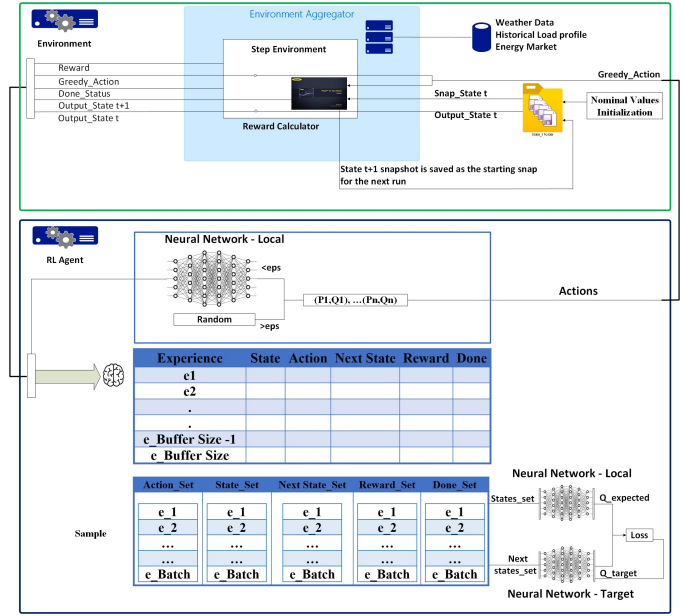 Environment
Environment Aggregator
Step Environment
Reward Calculator
Weather Data
Historical Load profile
Energy Market
Reward
Greedy_Action
Done_Status
Output_State t+1
Output_State t
Greedy_Action
Snap_State t
Output_State t
Nominal Values
Initialization
State t+1 snapshot is saved as the starting snap
for the next run
RL Agent
Neural Network - Local
<eps
Random
>eps
(P1,Q1), ...(Pn,Qn)
Actions
Experience State Action Next State Reward Done
e1
e2
.
.
e_Buffer Size -1
e_Buffer Size
Sample
Action_Set State_Set Next State_Set Reward_Set Done_Set
e_1 e_1 e_1 e_1 e_1
e_2 e_2 e_2 e_2 e_2
... ... ... ... ...
... ... ... ... ...
e_Batch e_Batch e_Batch e_Batch e_Batch
Neural Network - Local
States_set
Q_expected
Loss
Next
states_set
Q_target
Neural Network - Target